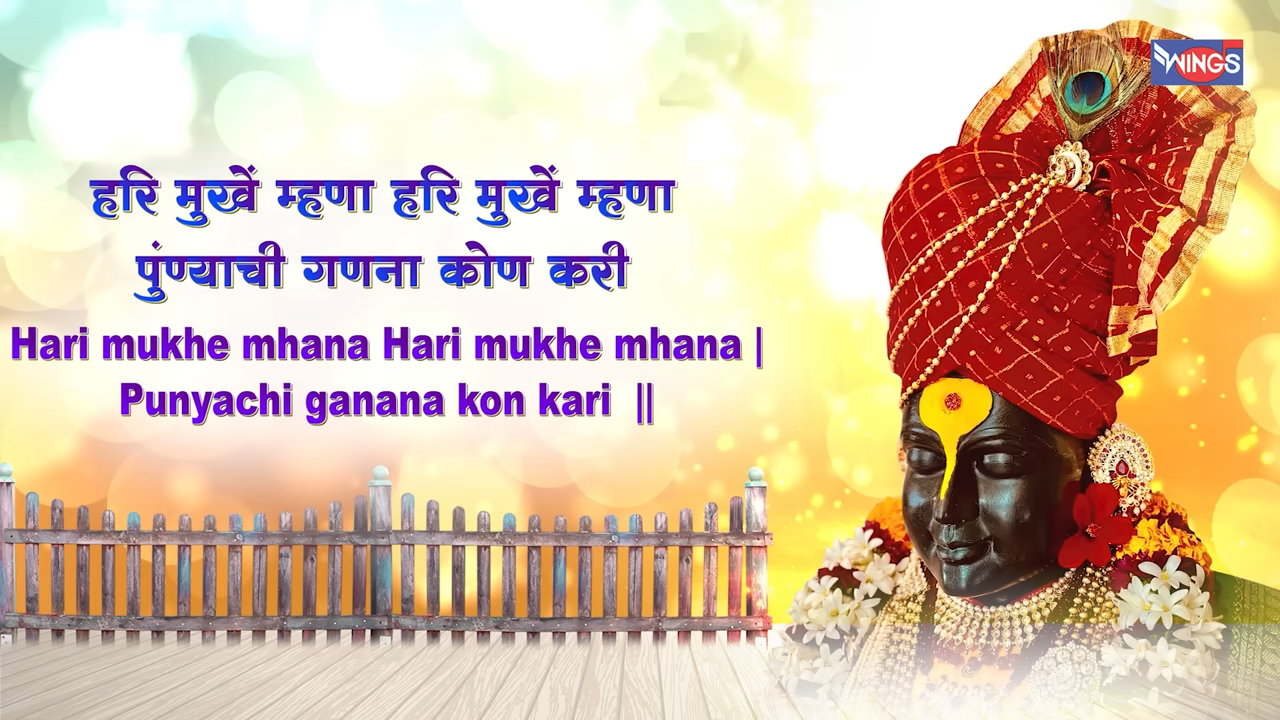 WINGS
हरि मुखें म्हणा हरि मुखें म्हणा
पुंण्याची गणना कोण करी
Hari mukhe mhana Hari mukhe mhana |
Punyachi ganana kon kari ||